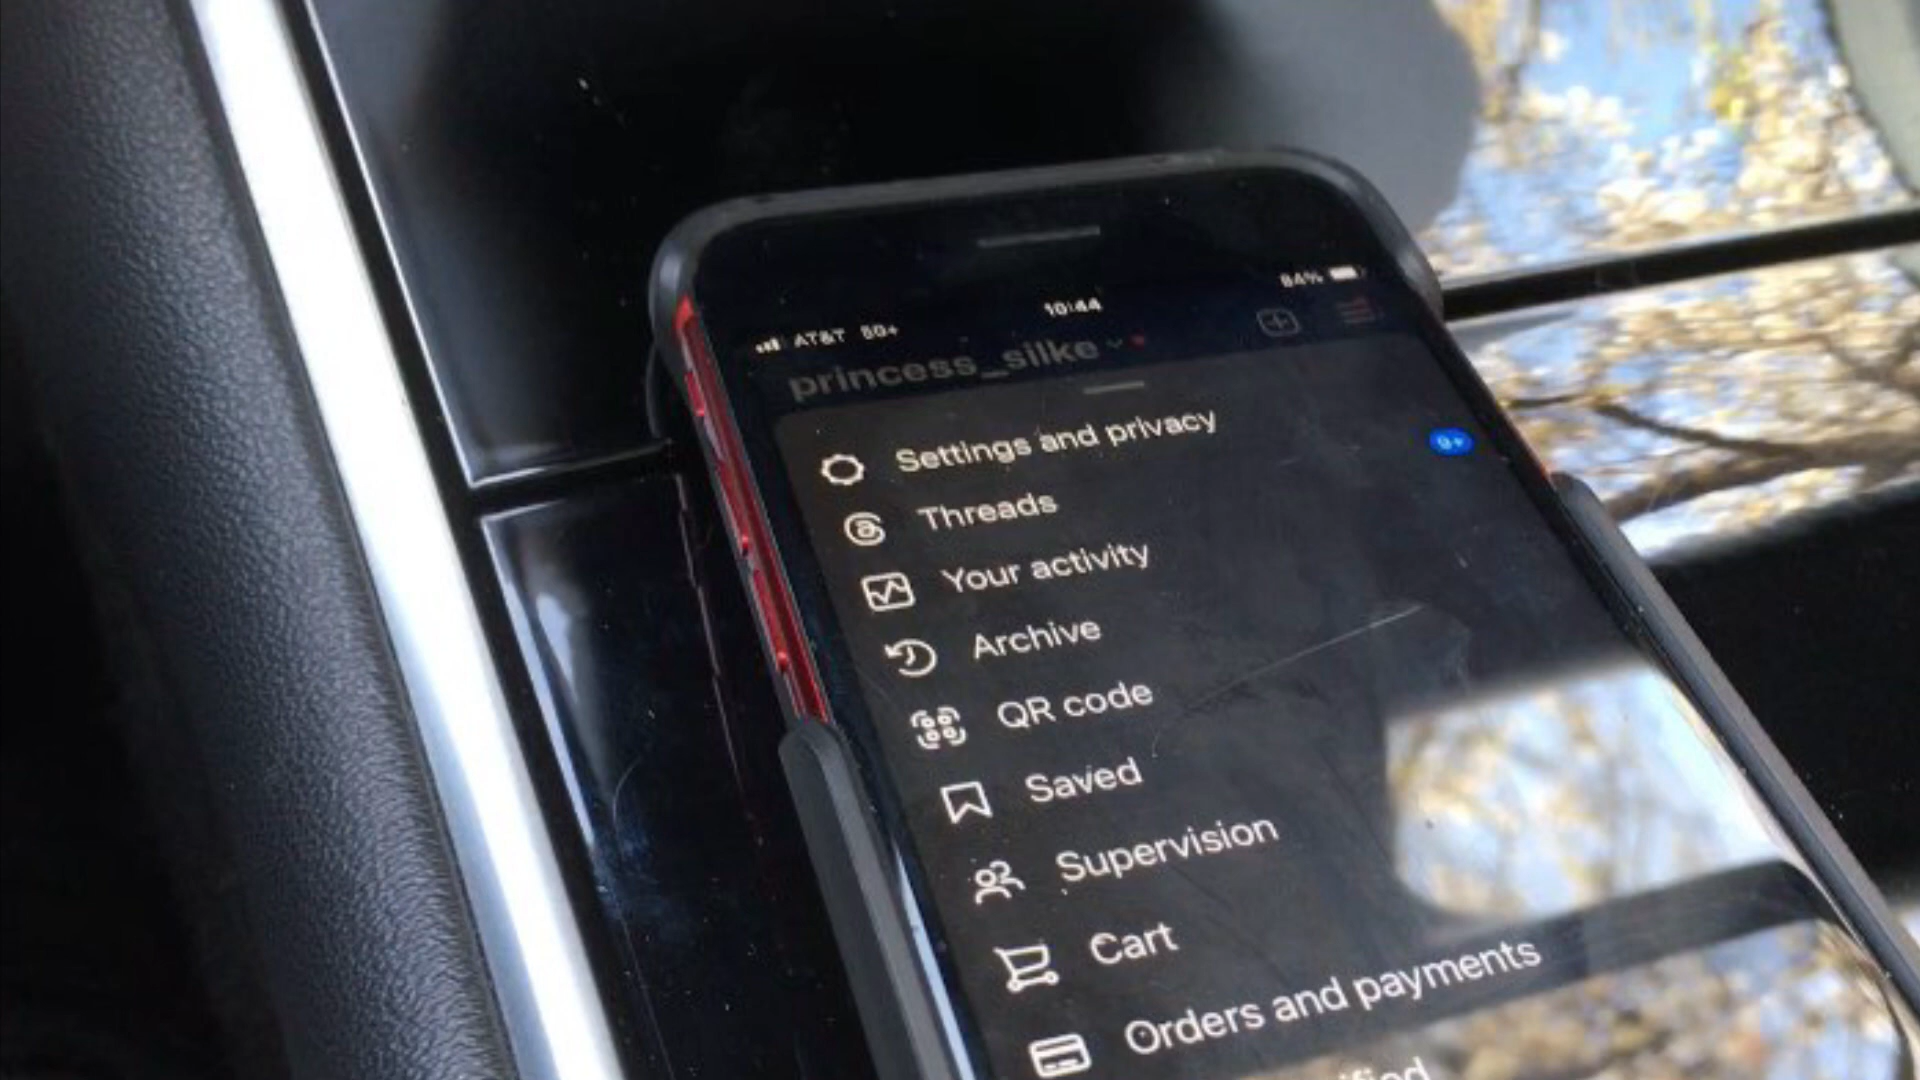 AT&T 5G+ 10:44 84%
princess_silke
Settings and privacy
Threads 9+
Your activity
Archive
QR code
Saved
Supervision
Cart
Orders and payments